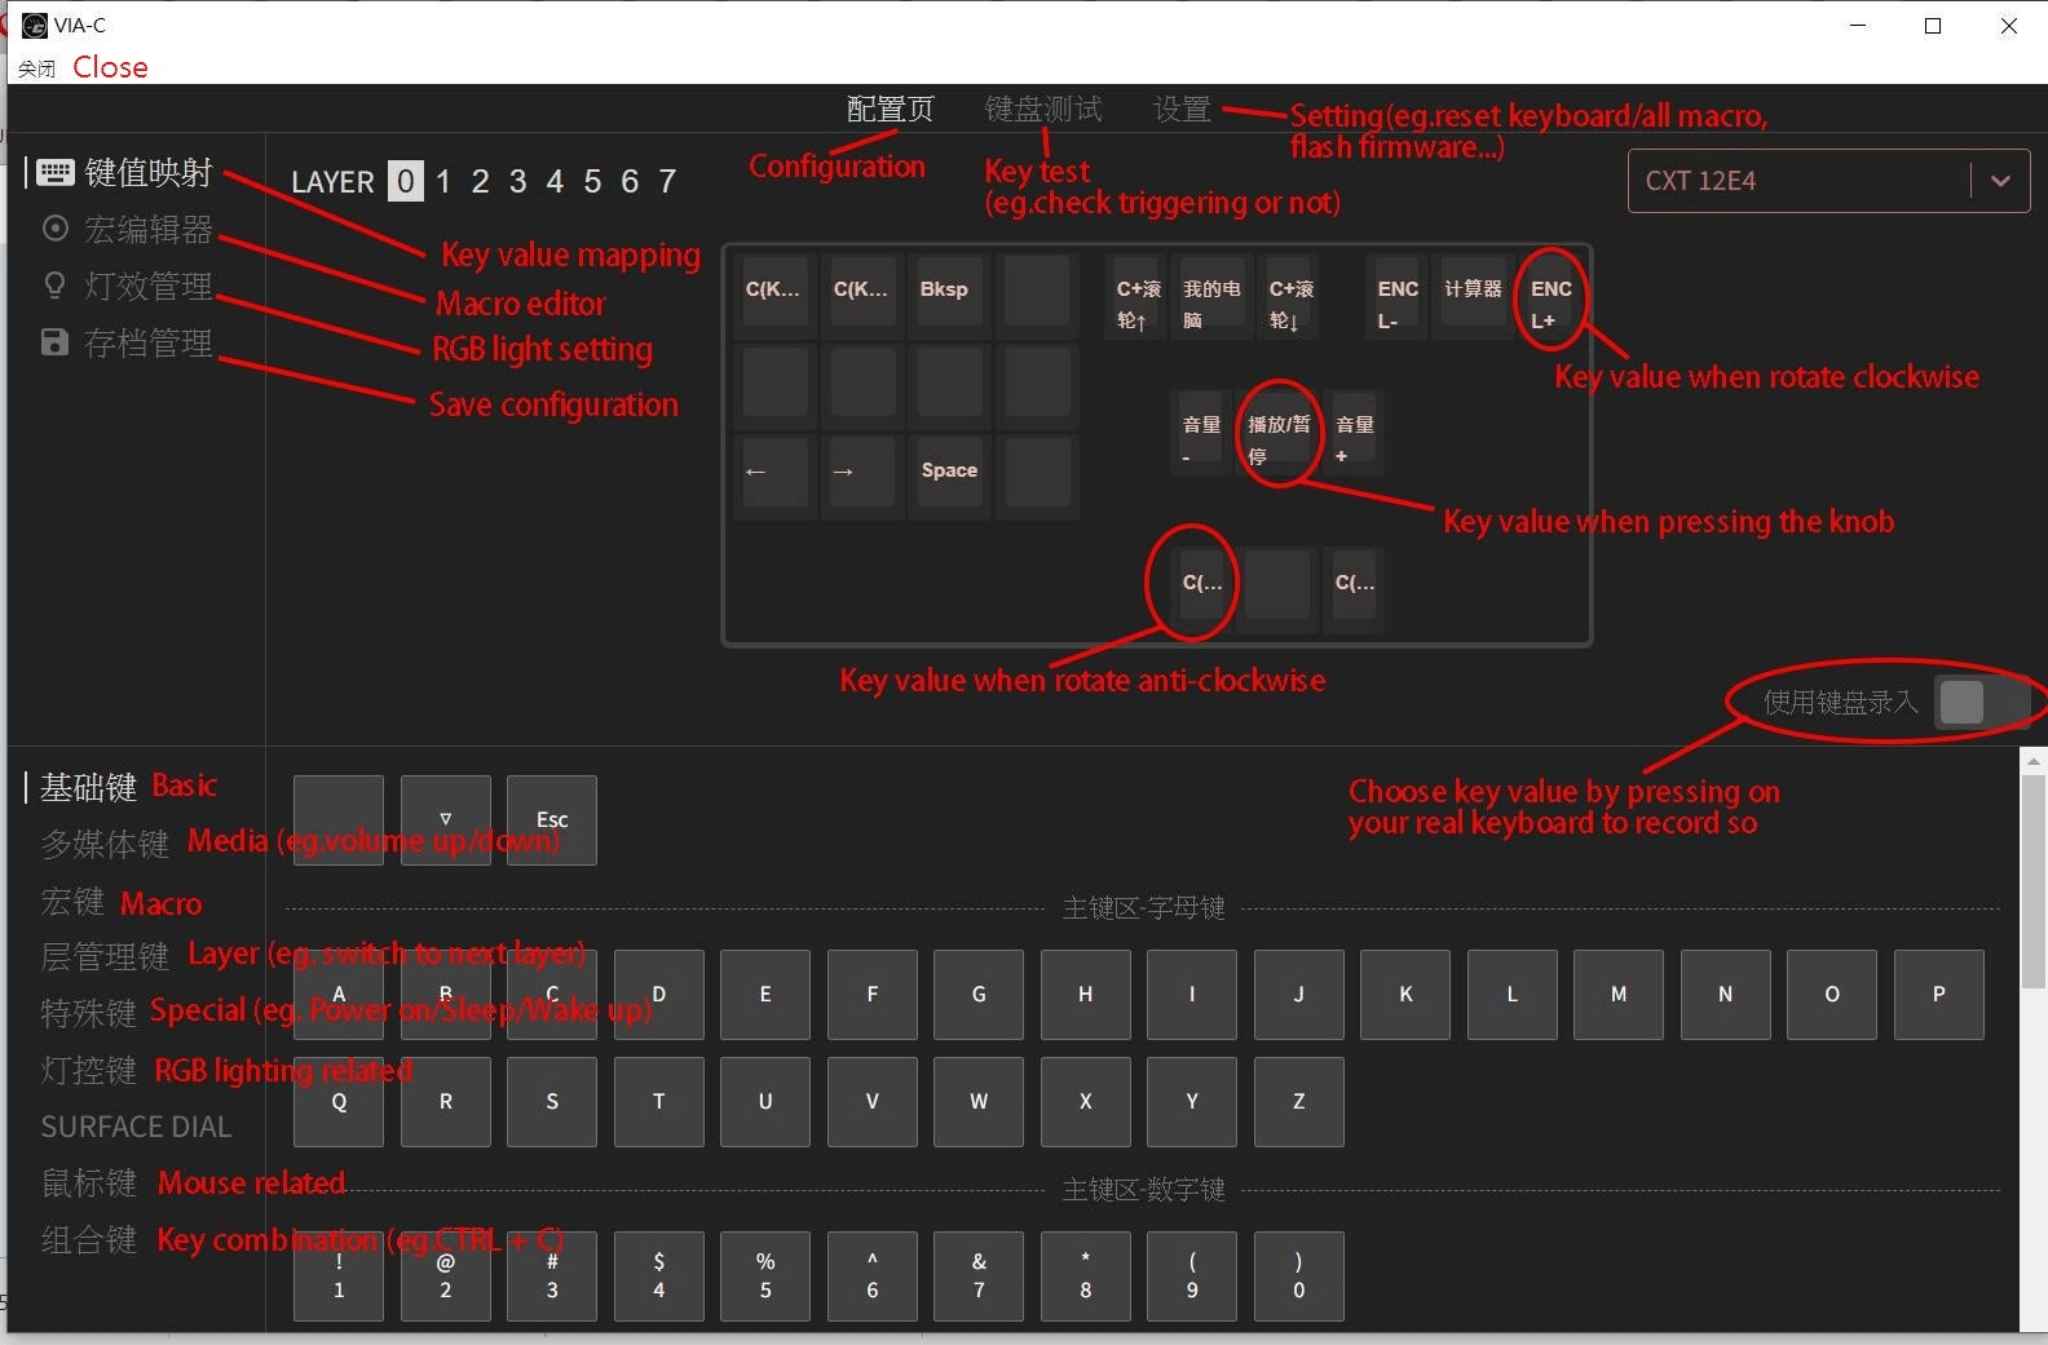 VIA-C
关闭 Close
配置页 键盘测试 设置
Setting(eg.reset keyboard/all macro,
flash firmware...)
Configuration
Key test
(eg.check triggering or not)
键值映射
宏编辑器
灯效管理
存档管理
LAYER 0 1 2 3 4 5 6 7
CXT 12E4
Key value mapping
Macro editor
RGB light setting
Save configuration
C(K... C(K... Bksp
C+滚
轮↑
我的电
脑
C+滚
轮↓
ENC
L-
计算器
ENC
L+
Key value when rotate clockwise
音量
-
播放/暂
停
音量
+
← → Space
Key value when pressing the knob
C(... C(...
Key value when rotate anti-clockwise
使用键盘录入
Choose key value by pressing on
your real keyboard to record so
基础键 Basic
多媒体键 Media (eg.volume up/down)
宏键 Macro
层管理键 Layer (eg. switch to next layer)
特殊键 Special (eg. Power on/Sleep/Wake up)
灯控键 RGB lighting related
SURFACE DIAL
鼠标键 Mouse related
组合键 Key combination (eg.CTRL + C)
▽ Esc
主键区-字母键
A B C D E F G H I J K L M N O P
Q R S T U V W X Y Z
主键区-数字键
! @ # $ % ^ & * ( )
1 2 3 4 5 6 7 8 9 0